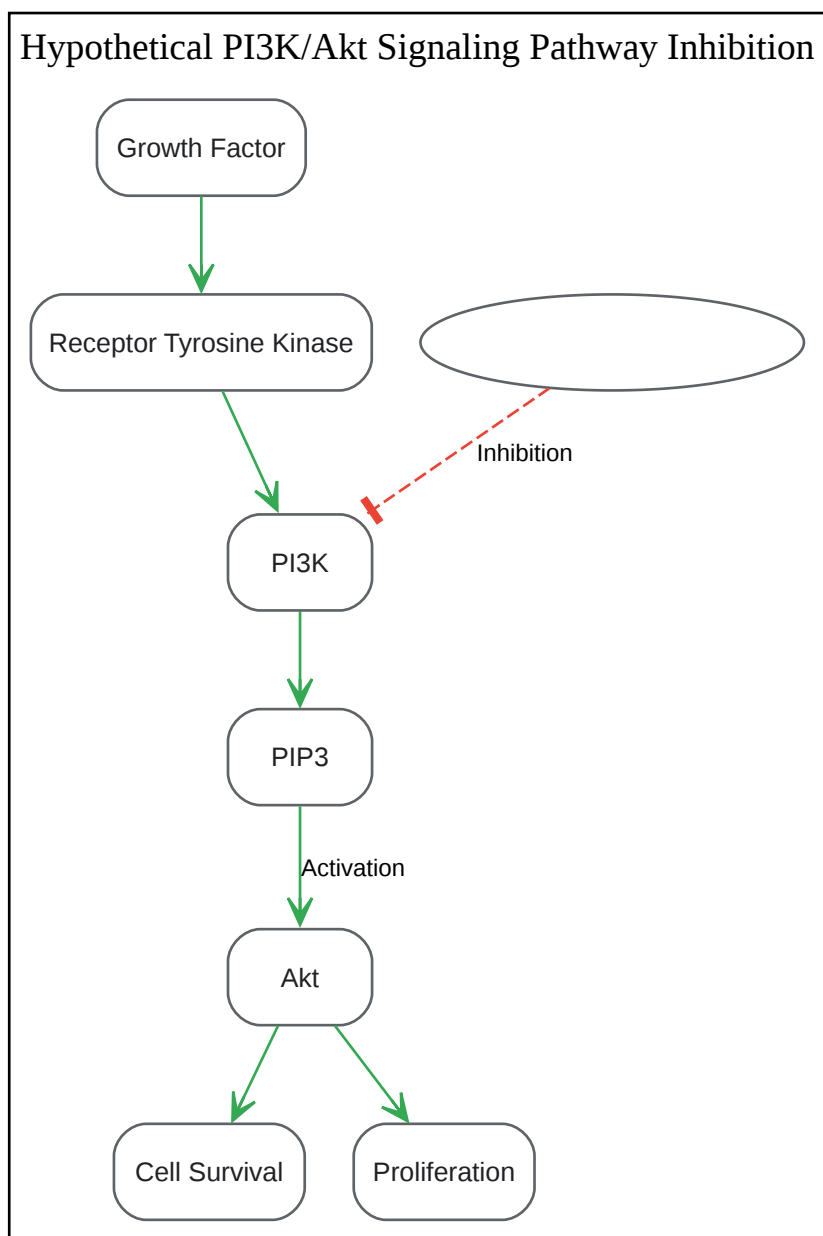 Hypothetical PI3K/Akt Signaling Pathway Inhibition
Growth Factor
Receptor Tyrosine Kinase
Inhibition
PI3K
PIP3
Activation
Akt
Cell Survival
Proliferation